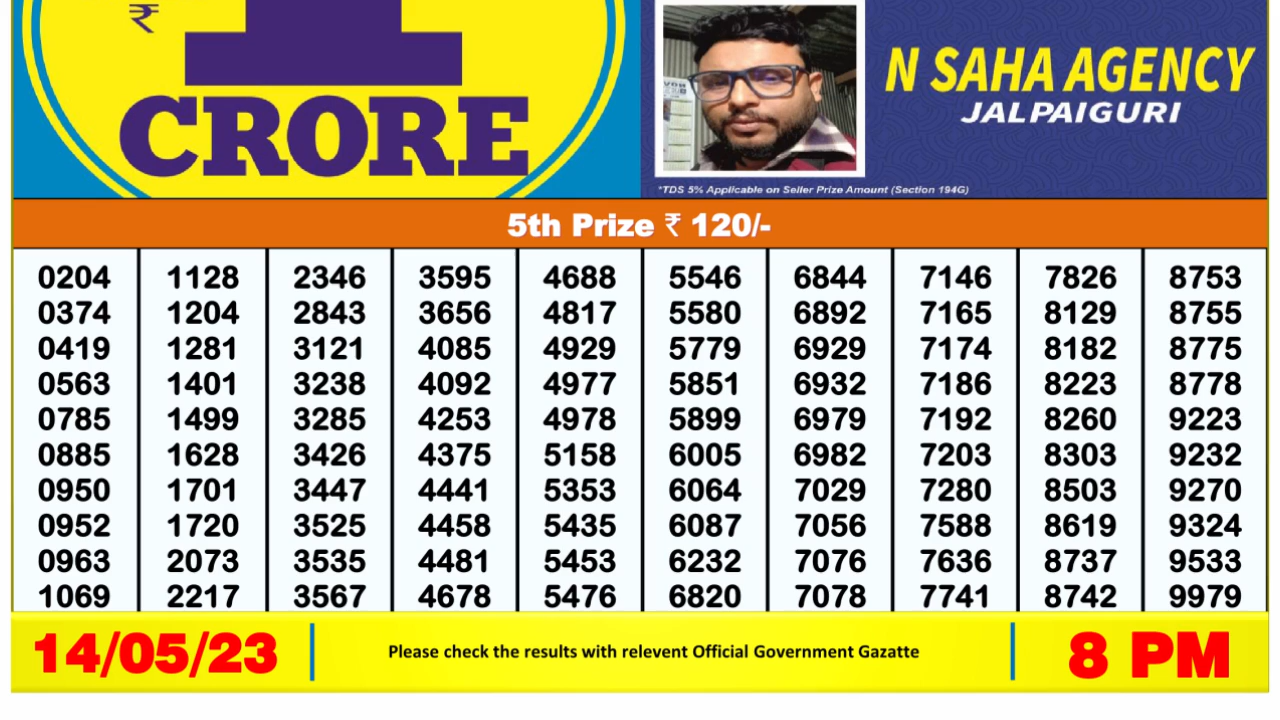 ₹
1
CRORE
N SAHA AGENCY
JALPAIGURI
*TDS 5% Applicable on Seller Prize Amount (Section 194G)
5th Prize ₹ 120/-
0204 1128 2346 3595 4688 5546 6844 7146 7826 8753
0374 1204 2843 3656 4817 5580 6892 7165 8129 8755
0419 1281 3121 4085 4929 5779 6929 7174 8182 8775
0563 1401 3238 4092 4977 5851 6932 7186 8223 8778
0785 1499 3285 4253 4978 5899 6979 7192 8260 9223
0885 1628 3426 4375 5158 6005 6982 7203 8303 9232
0950 1701 3447 4441 5353 6064 7029 7280 8503 9270
0952 1720 3525 4458 5435 6087 7056 7588 8619 9324
0963 2073 3535 4481 5453 6232 7076 7636 8737 9533
1069 2217 3567 4678 5476 6820 7078 7741 8742 9979
14/05/23
Please check the results with relevent Official Government Gazatte
8 PM